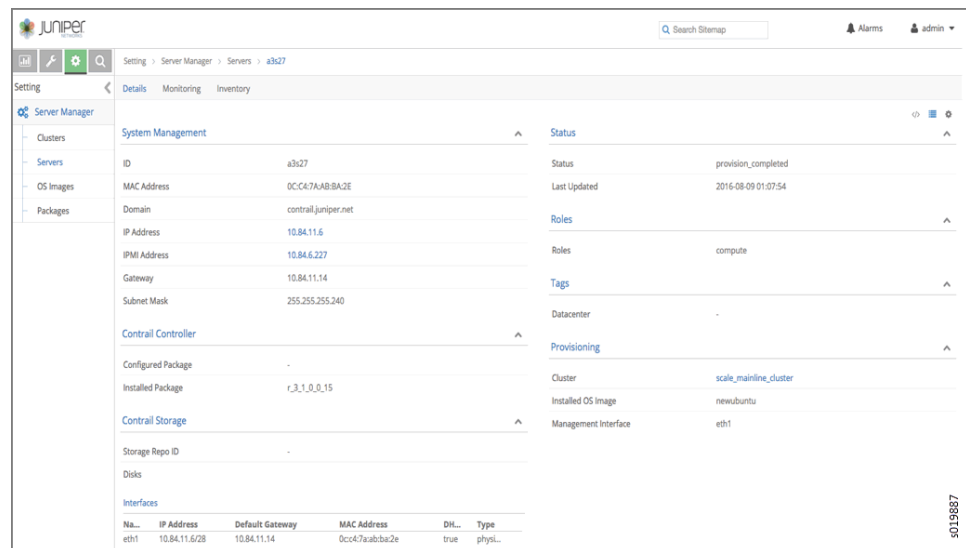 JUNIPER
NETWORKS
Search Sitemap
Alarms
admin
Setting > Server Manager > Servers > a3s27
Setting
Details Monitoring Inventory
Server Manager
Clusters
Servers
OS Images
Packages
System Management
ID a3s27
MAC Address 0C:C4:7A:AB:BA:2E
Domain contrail.juniper.net
IP Address 10.84.11.6
IPMI Address 10.84.6.227
Gateway 10.84.11.14
Subnet Mask 255.255.255.240
Contrail Controller
Configured Package -
Installed Package r_3_1_0_0_15
Contrail Storage
Storage Repo ID -
Disks
Interfaces
Na... IP Address Default Gateway MAC Address DH... Type
eth1 10.84.11.6/28 10.84.11.14 0c:c4:7a:ab:ba:2e true physi...
Status
Status provision_completed
Last Updated 2016-08-09 01:07:54
Roles
Roles compute
Tags
Datacenter -
Provisioning
Cluster scale_mainline_cluster
Installed OS Image newubuntu
Management Interface eth1
s019887